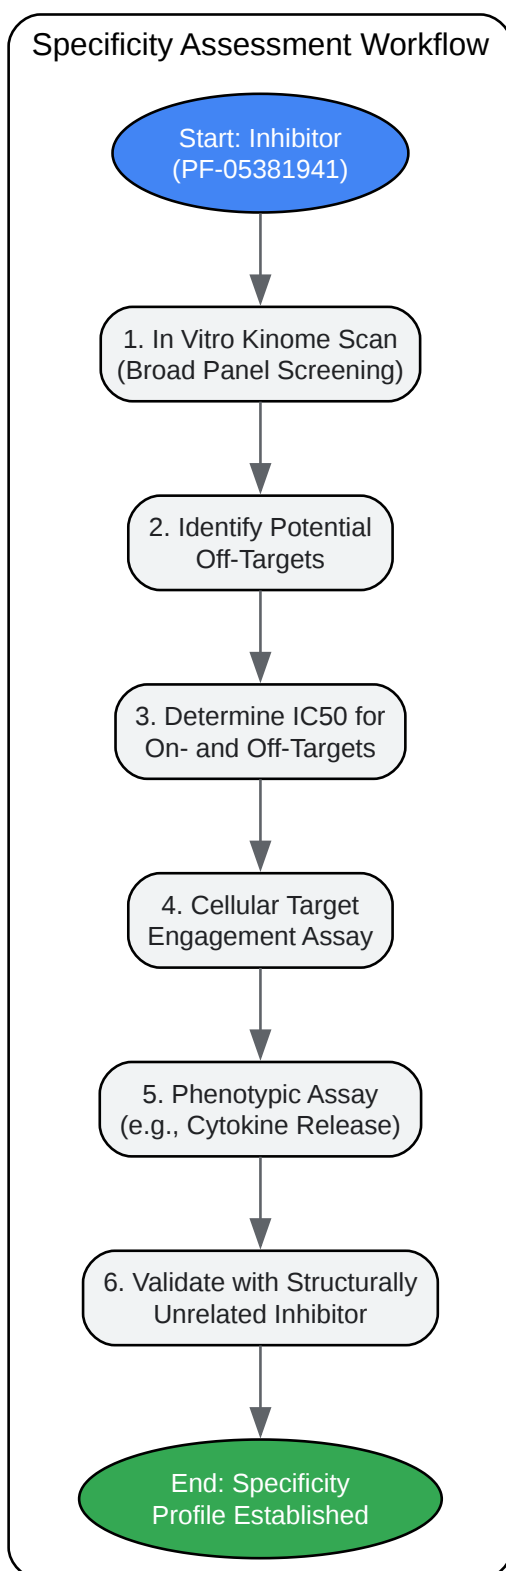 Specificity Assessment Workflow
Start: Inhibitor
(PF-05381941)
1. In Vitro Kinome Scan
(Broad Panel Screening)
2. Identify Potential
Off-Targets
3. Determine IC50 for
On- and Off-Targets
4. Cellular Target
Engagement Assay
5. Phenotypic Assay
(e.g., Cytokine Release)
6. Validate with Structurally
Unrelated Inhibitor
End: Specificity
Profile Established